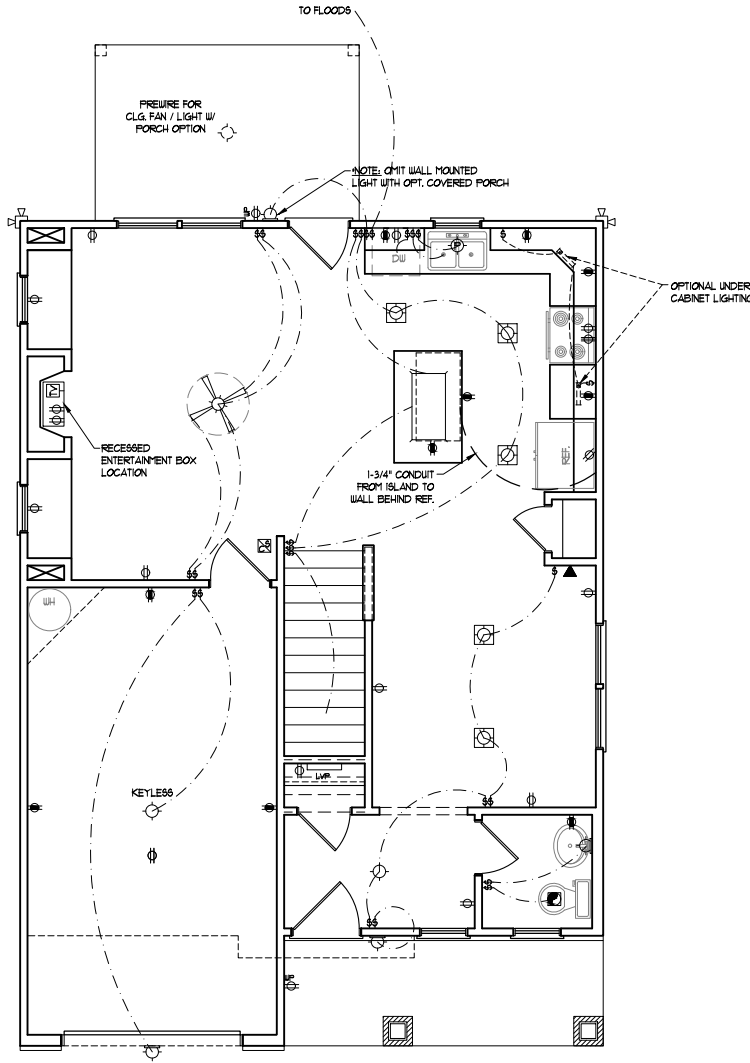 TO FLOODS
PREWIRE FOR
CLG. FAN / LIGHT W/
PORCH OPTION
*NOTE: OMIT WALL MOUNTED
LIGHT WITH OPT. COVERED PORCH
DW
P
OPTIONAL UNDER
CABINET LIGHTING
TV
RECESSED
ENTERTAINMENT BOX
LOCATION
1-3/4" CONDUIT
FROM ISLAND TO
WALL BEHIND REF.
REF.
WH
KEYLESS
LVP